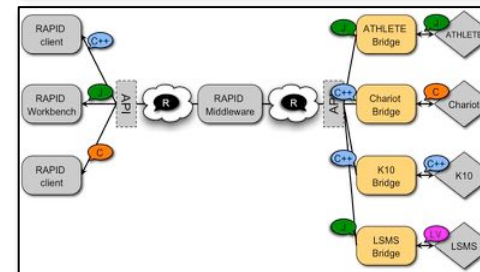 RAPID
client
C++
RAPID
Workbench
J
RAPID
client
C
API
R
RAPID
Middleware
R
J
ATHLETE
Bridge
J
C++
Chariot
Bridge
C
Chariot
C++
K10
Bridge
C++
K10
J
LSMS
Bridge
LV
LSMS